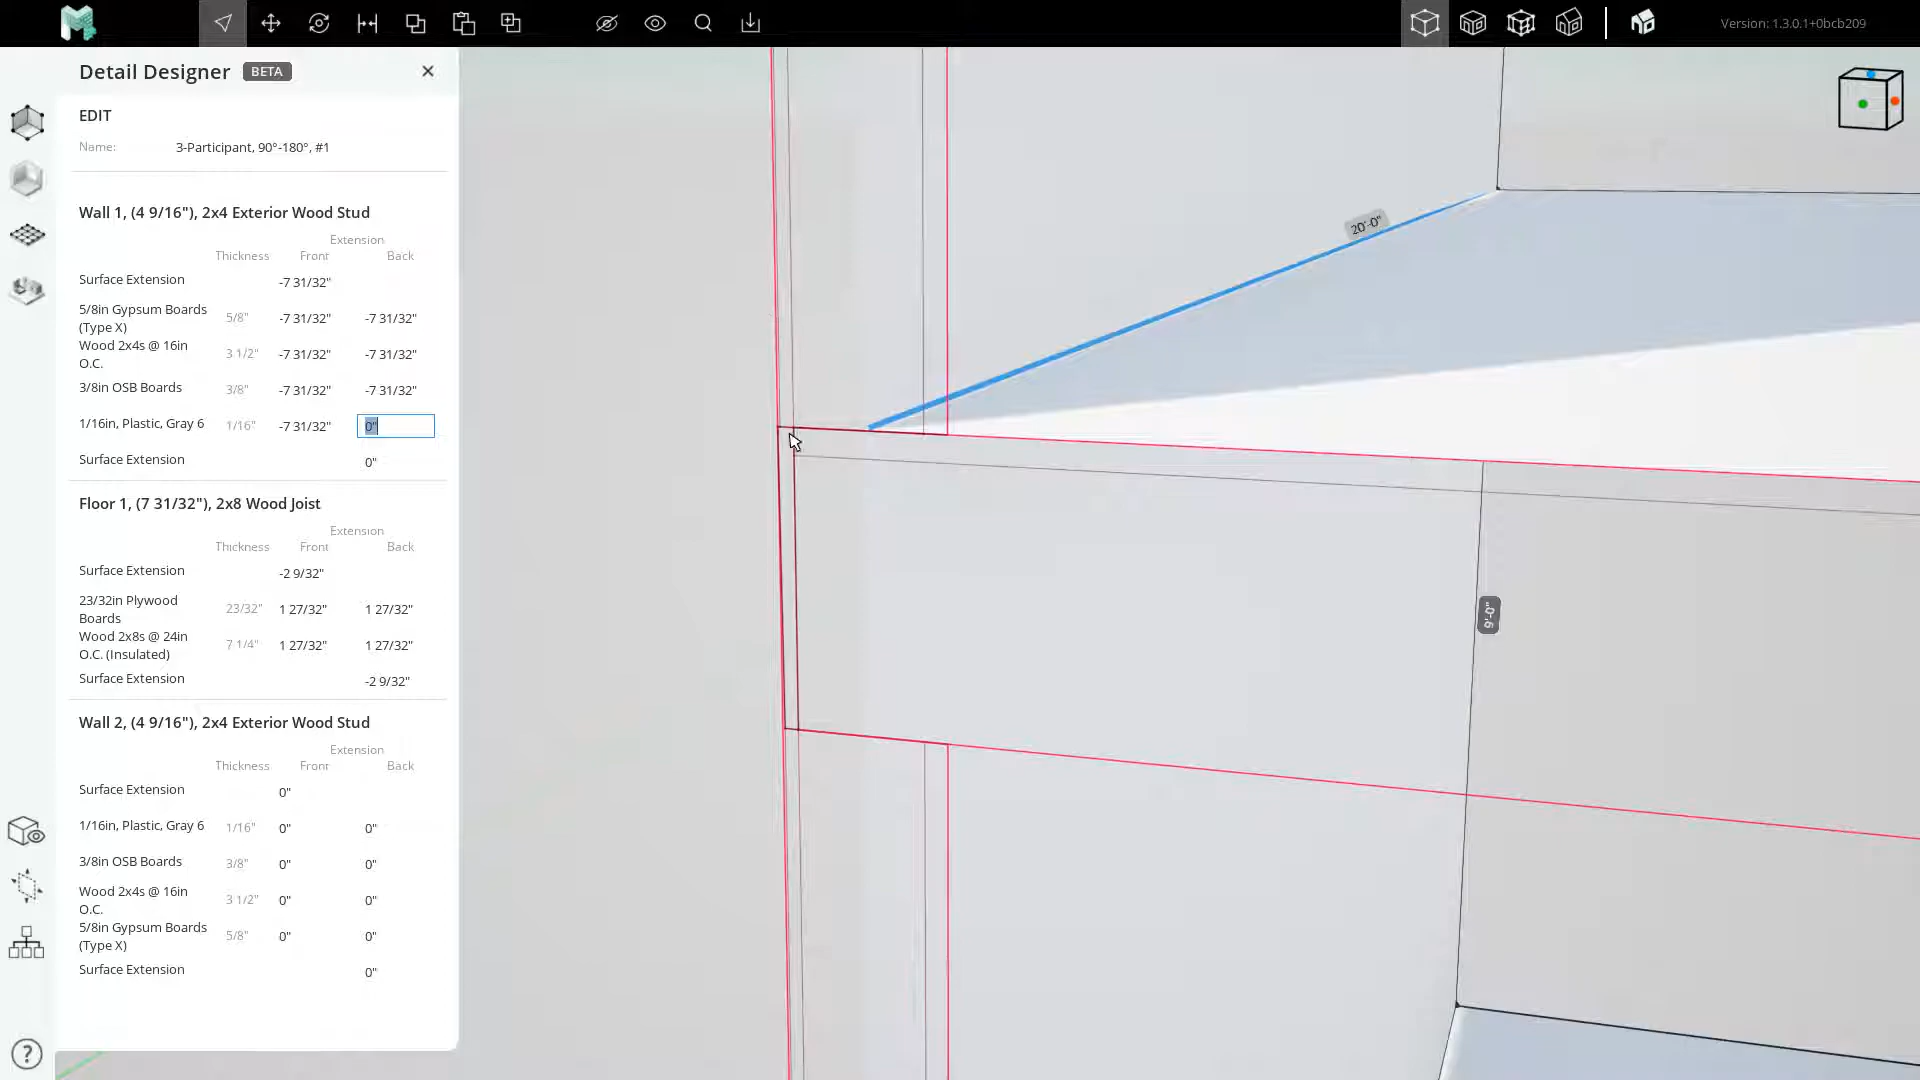 Version: 1.3.0.1+0bcb209
Detail Designer BETA
EDIT
Name: 3-Participant, 90°-180°, #1
Wall 1, (4 9/16"), 2x4 Exterior Wood Stud
Extension
Thickness Front Back
Surface Extension -7 31/32"
5/8in Gypsum Boards (Type X) 5/8" -7 31/32" -7 31/32"
Wood 2x4s @ 16in O.C. 3 1/2" -7 31/32" -7 31/32"
3/8in OSB Boards 3/8" -7 31/32" -7 31/32"
1/16in, Plastic, Gray 6 1/16" -7 31/32" 0"
Surface Extension 0"
Floor 1, (7 31/32"), 2x8 Wood Joist
Extension
Thickness Front Back
Surface Extension -2 9/32"
23/32in Plywood Boards 23/32" 1 27/32" 1 27/32"
Wood 2x8s @ 24in O.C. (Insulated) 7 1/4" 1 27/32" 1 27/32"
Surface Extension -2 9/32"
Wall 2, (4 9/16"), 2x4 Exterior Wood Stud
Extension
Thickness Front Back
Surface Extension 0"
1/16in, Plastic, Gray 6 1/16" 0" 0"
3/8in OSB Boards 3/8" 0" 0"
Wood 2x4s @ 16in O.C. 3 1/2" 0" 0"
5/8in Gypsum Boards (Type X) 5/8" 0" 0"
Surface Extension 0"
20'-0"
9'-0"